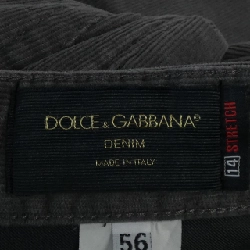 DOLCE & GABBANA®
DENIM
MADE IN ITALY
14 STRETCH
56